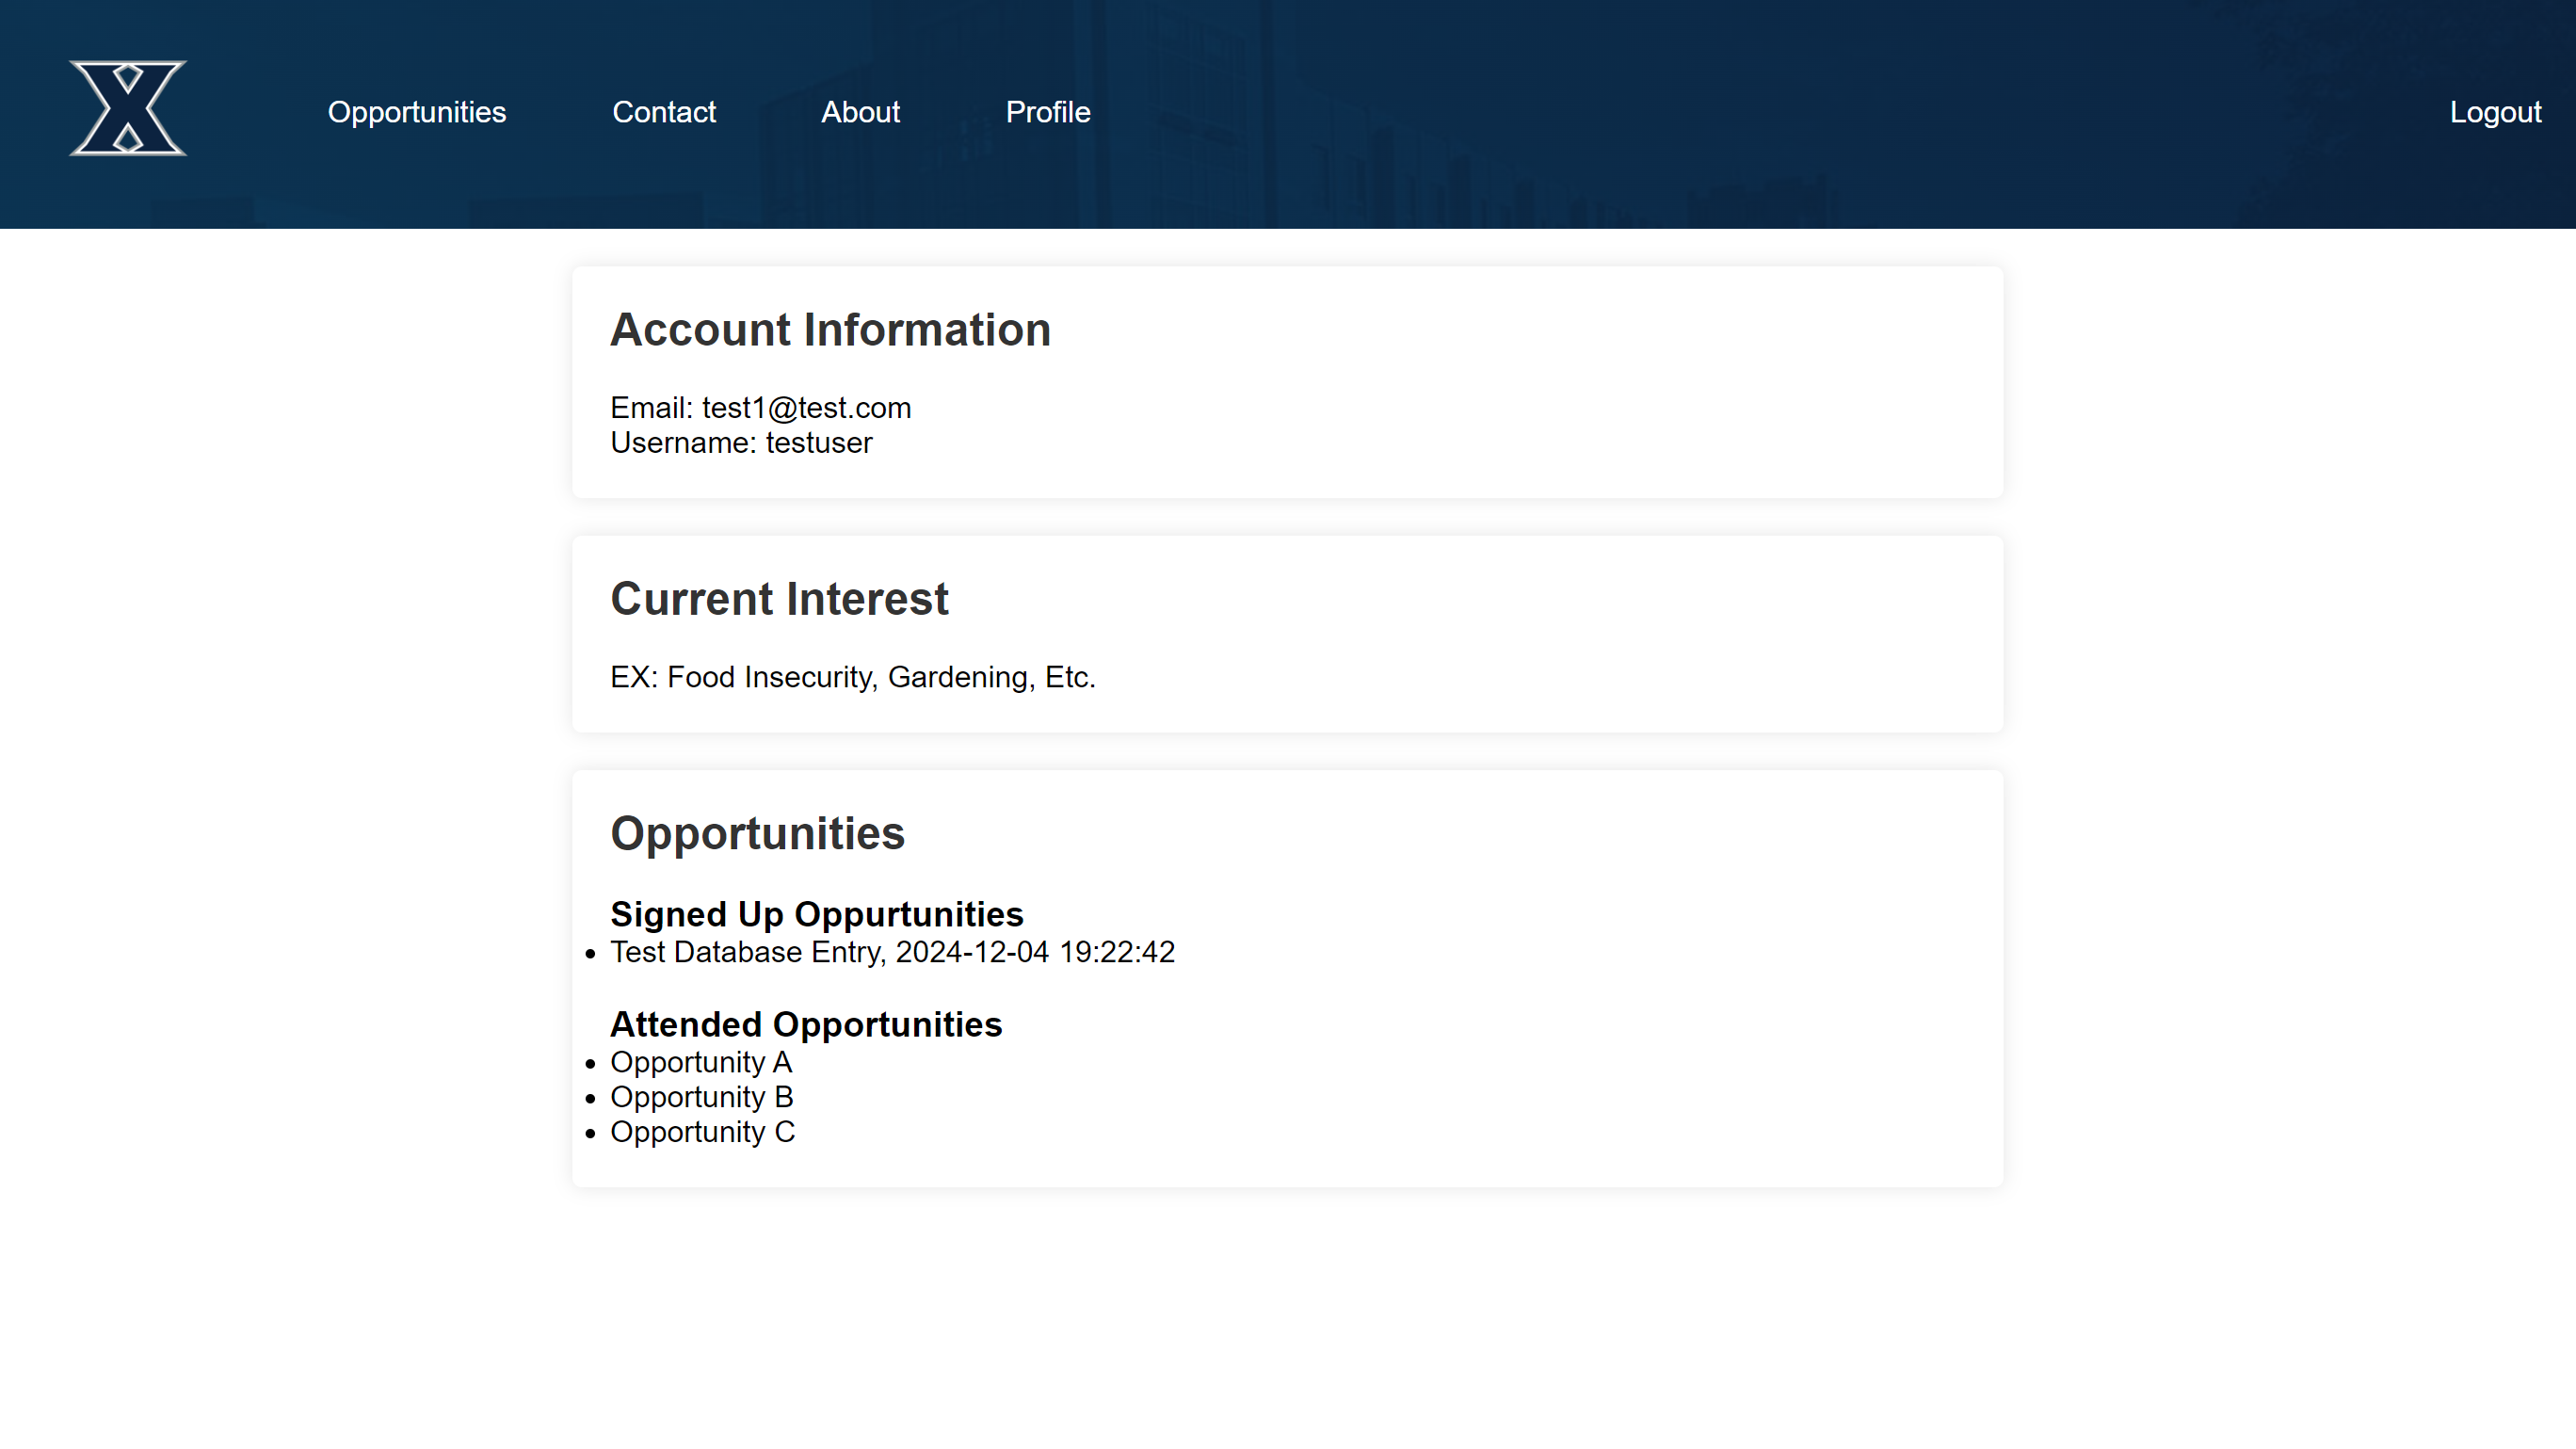 X
Opportunities Contact About Profile Logout
Account Information
Email: test1@test.com
Username: testuser
Current Interest
EX: Food Insecurity, Gardening, Etc.
Opportunities
Signed Up Oppurtunities
• Test Database Entry, 2024-12-04 19:22:42
Attended Opportunities
• Opportunity A
• Opportunity B
• Opportunity C